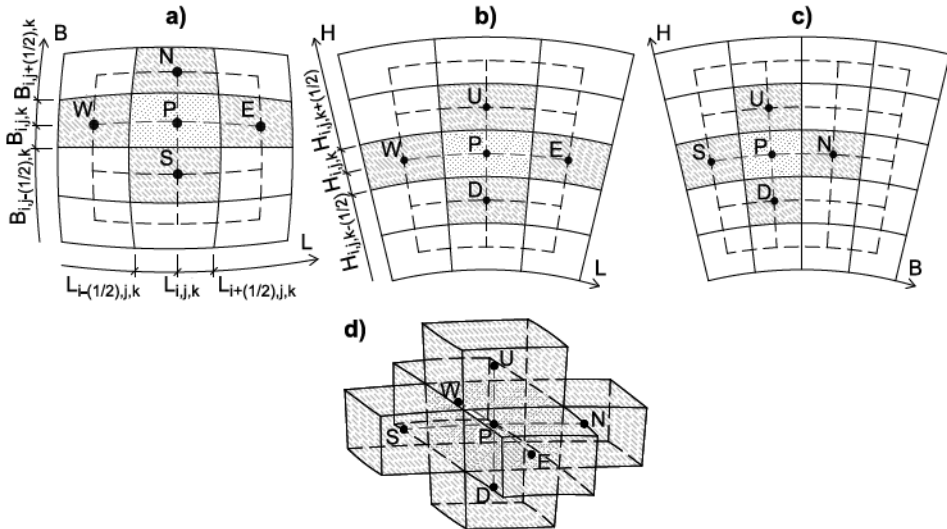 a)
B
N
W
P
E
S
B_{i,j+(1/2),k}
B_{i,j,k}
B_{i,j-(1/2),k}
L
L_{i-(1/2),j,k}
L_{i,j,k}
L_{i+(1/2),j,k}
b)
H
U
W
P
E
D
H_{i,j,k+(1/2)}
H_{i,j,k}
H_{i,j,k-(1/2)}
L
c)
H
U
S
P
N
D
B
d)
U
W
N
S
P
E
D